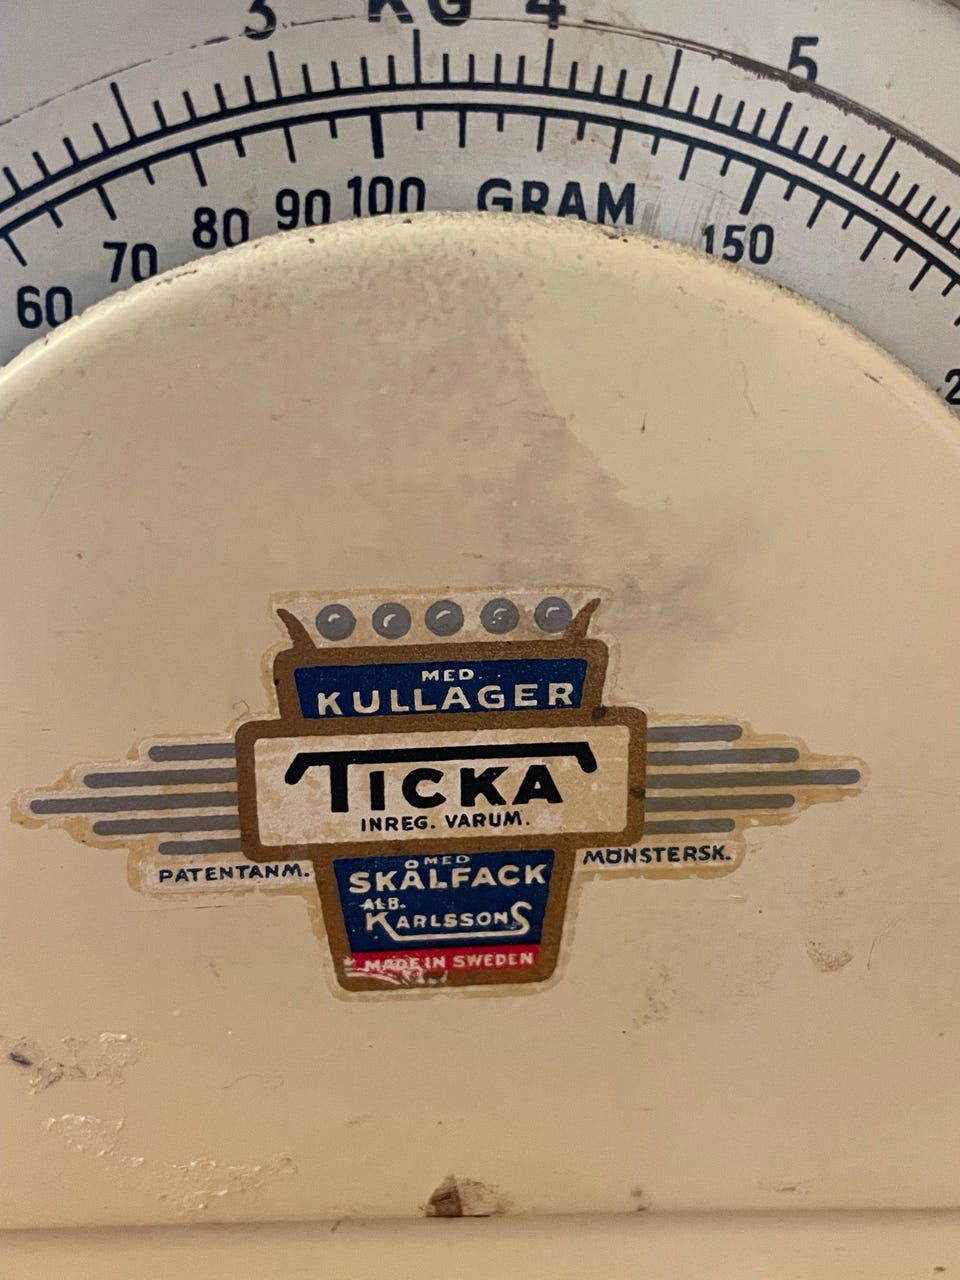 3 KG 4 5
60 70 80 90 100 GRAM 150
MED
KULLAGER
TICKA
INREG. VARUM.
PATENTANM. MÖNSTERSK.
MED
SKÅLFACK
ALB.
KARLSSONS
MADE IN SWEDEN